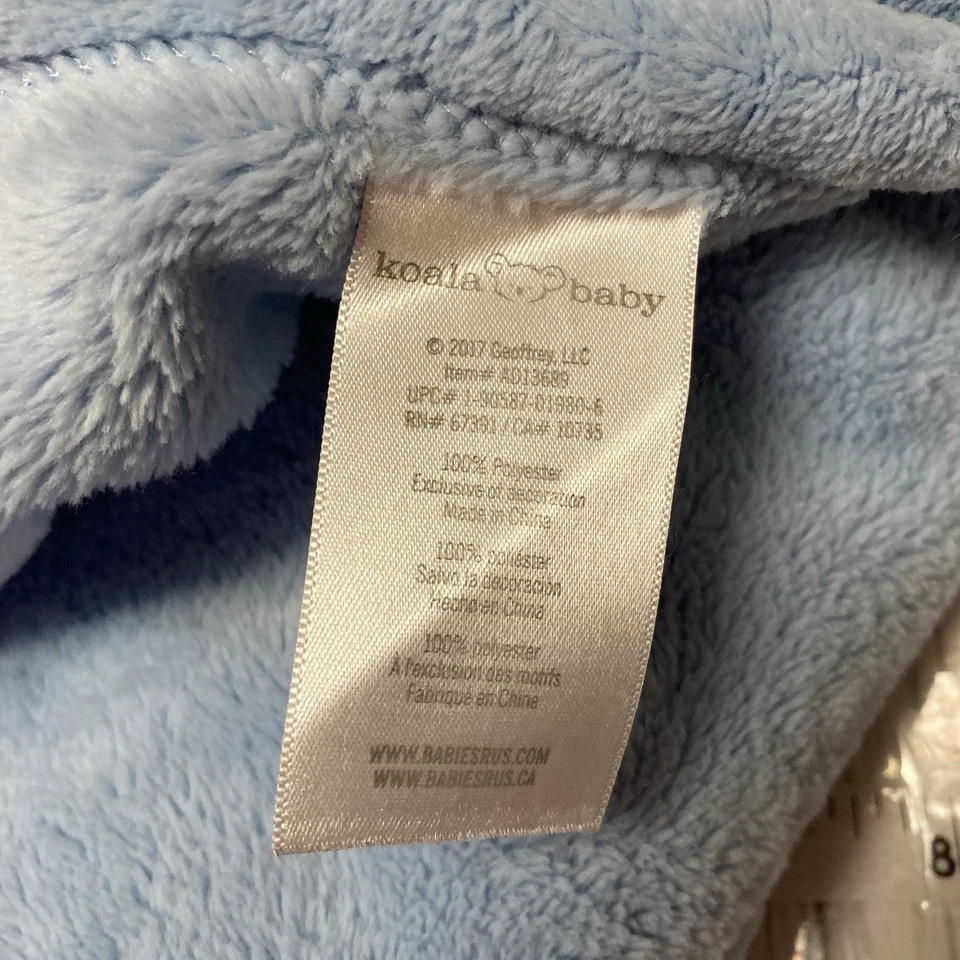 koala baby
© 2017 Geoffrey, LLC
Item# AD13689
UPC# 1-90587-01980-6
RN# 67391 / CA# 10735
100% Polyester
Exclusive of decoration
Made in China
100% poliéster
Salvo la decoración
Hecho en China
100% polyester
À l'exclusion des motifs
Fabriqué en Chine
WWW.BABIESRUS.COM
WWW.BABIESRUS.CA
8